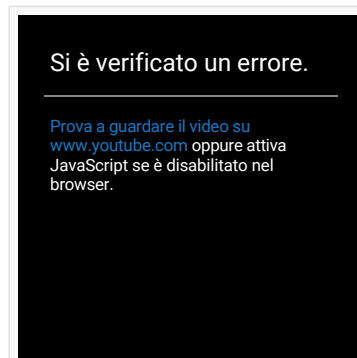 Si è verificato un errore.
Prova a guardare il video su
www.youtube.com oppure attiva
JavaScript se è disabilitato nel
browser.